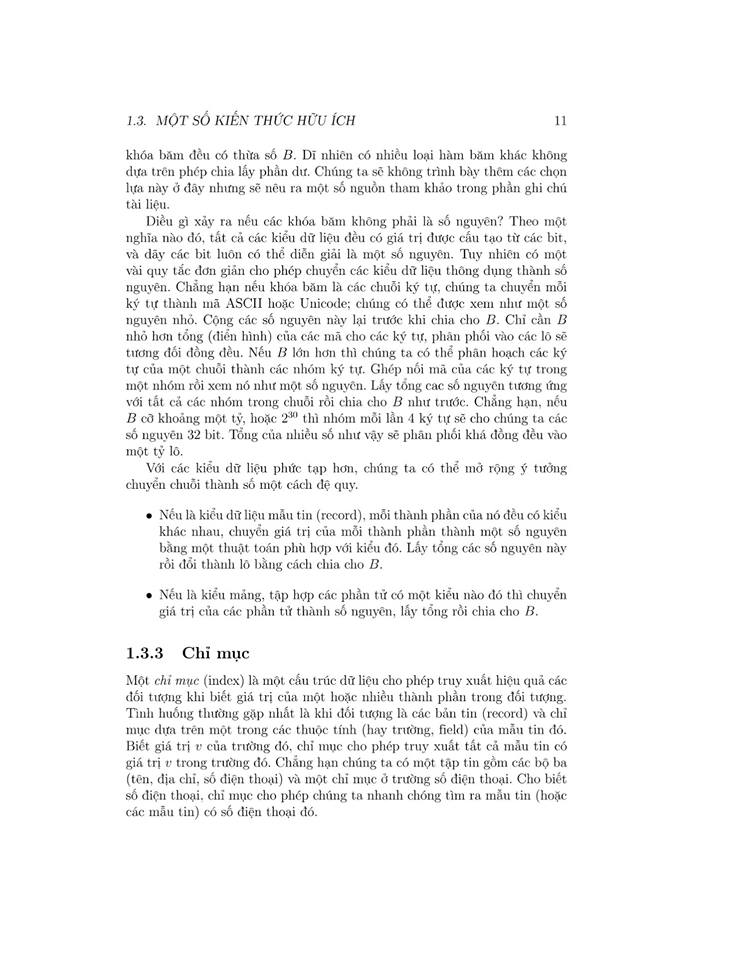 1.3. MỘT SỐ KIẾN THỨC HỮU ÍCH 11
khóa băm đều có thừa số B. Dĩ nhiên có nhiều loại hàm băm khác không
dựa trên phép chia lấy phần dư. Chúng ta sẽ không trình bày thêm các chọn
lựa này ở đây nhưng sẽ nêu ra một số nguồn tham khảo trong phần ghi chú
tài liệu.
Điều gì xảy ra nếu các khóa băm không phải là số nguyên? Theo một
nghĩa nào đó, tất cả các kiểu dữ liệu đều có giá trị được cấu tạo từ các bit,
và dãy các bit luôn có thể diễn giải là một số nguyên. Tuy nhiên có một
vài quy tắc đơn giản cho phép chuyển các kiểu dữ liệu thông dụng thành số
nguyên. Chẳng hạn nếu khóa băm là các chuỗi ký tự, chúng ta chuyển mỗi
ký tự thành mã ASCII hoặc Unicode; chúng có thể được xem như một số
nguyên nhỏ. Cộng các số nguyên này lại trước khi chia cho B. Chỉ cần B
nhỏ hơn tổng (điển hình) của các mã cho các ký tự, phân phối vào các lô sẽ
tương đối đồng đều. Nếu B lớn hơn thì chúng ta có thể phân hoạch các ký
tự của một chuỗi thành các nhóm ký tự. Ghép nối mã của các ký tự trong
một nhóm rồi xem nó như một số nguyên. Lấy tổng cac số nguyên tương ứng
với tất cả các nhóm trong chuỗi rồi chia cho B như trước. Chẳng hạn, nếu
B cỡ khoảng một tỷ, hoặc 2³⁰ thì nhóm mỗi lần 4 ký tự sẽ cho chúng ta các
số nguyên 32 bit. Tổng của nhiều số như vậy sẽ phân phối khá đồng đều vào
một tỷ lô.
Với các kiểu dữ liệu phức tạp hơn, chúng ta có thể mở rộng ý tưởng
chuyển chuỗi thành số một cách đệ quy.
• Nếu là kiểu dữ liệu mẫu tin (record), mỗi thành phần của nó đều có kiểu
khác nhau, chuyển giá trị của mỗi thành phần thành một số nguyên
bằng một thuật toán phù hợp với kiểu đó. Lấy tổng các số nguyên này
rồi đổi thành lô bằng cách chia cho B.
• Nếu là kiểu mảng, tập hợp các phần tử có một kiểu nào đó thì chuyển
giá trị của các phần tử thành số nguyên, lấy tổng rồi chia cho B.
1.3.3 Chỉ mục
Một chỉ mục (index) là một cấu trúc dữ liệu cho phép truy xuất hiệu quả các
đối tượng khi biết giá trị của một hoặc nhiều thành phần trong đối tượng.
Tình huống thường gặp nhất là khi đối tượng là các bản tin (record) và chỉ
mục dựa trên một trong các thuộc tính (hay trường, field) của mẫu tin đó.
Biết giá trị v của trường đó, chỉ mục cho phép truy xuất tất cả mẫu tin có
giá trị v trong trường đó. Chẳng hạn chúng ta có một tập tin gồm các bộ ba
(tên, địa chỉ, số điện thoại) và một chỉ mục ở trường số điện thoại. Cho biết
số điện thoại, chỉ mục cho phép chúng ta nhanh chóng tìm ra mẫu tin (hoặc
các mẫu tin) có số điện thoại đó.